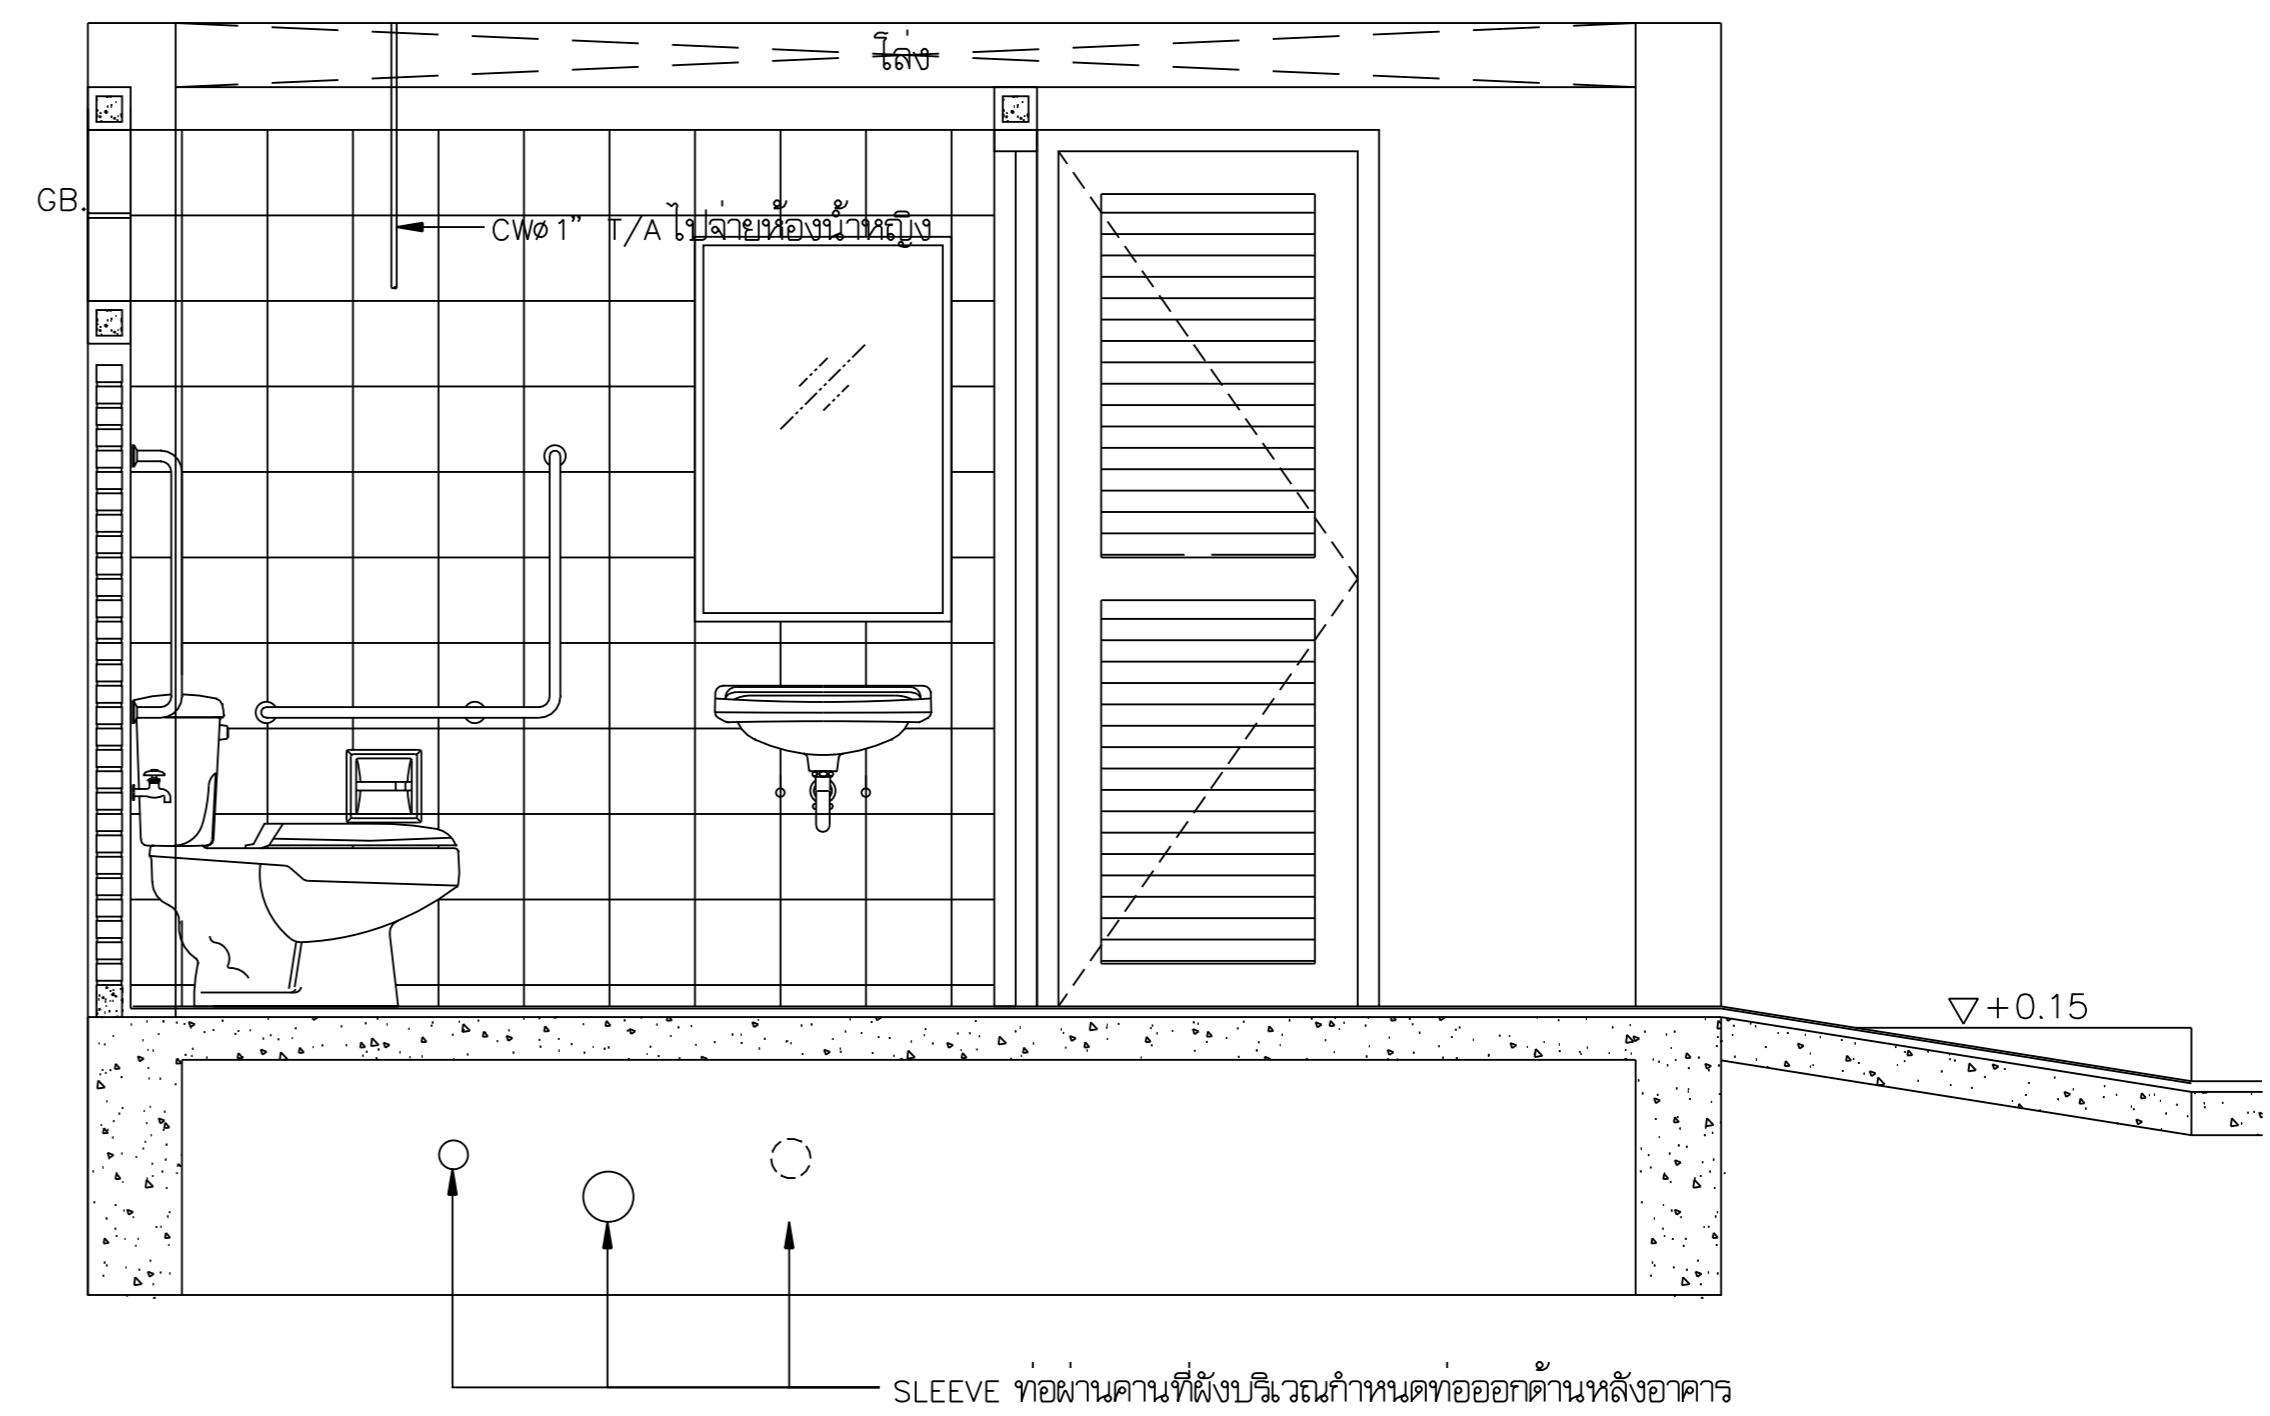 โล่ง
GB.
CWø 1" T/A ไปจ่ายห้องน้ำหญิง
+0.15
SLEEVE ท่อผ่านคานที่ผังบริเวณกำหนดท่อออกด้านหลังอาคาร